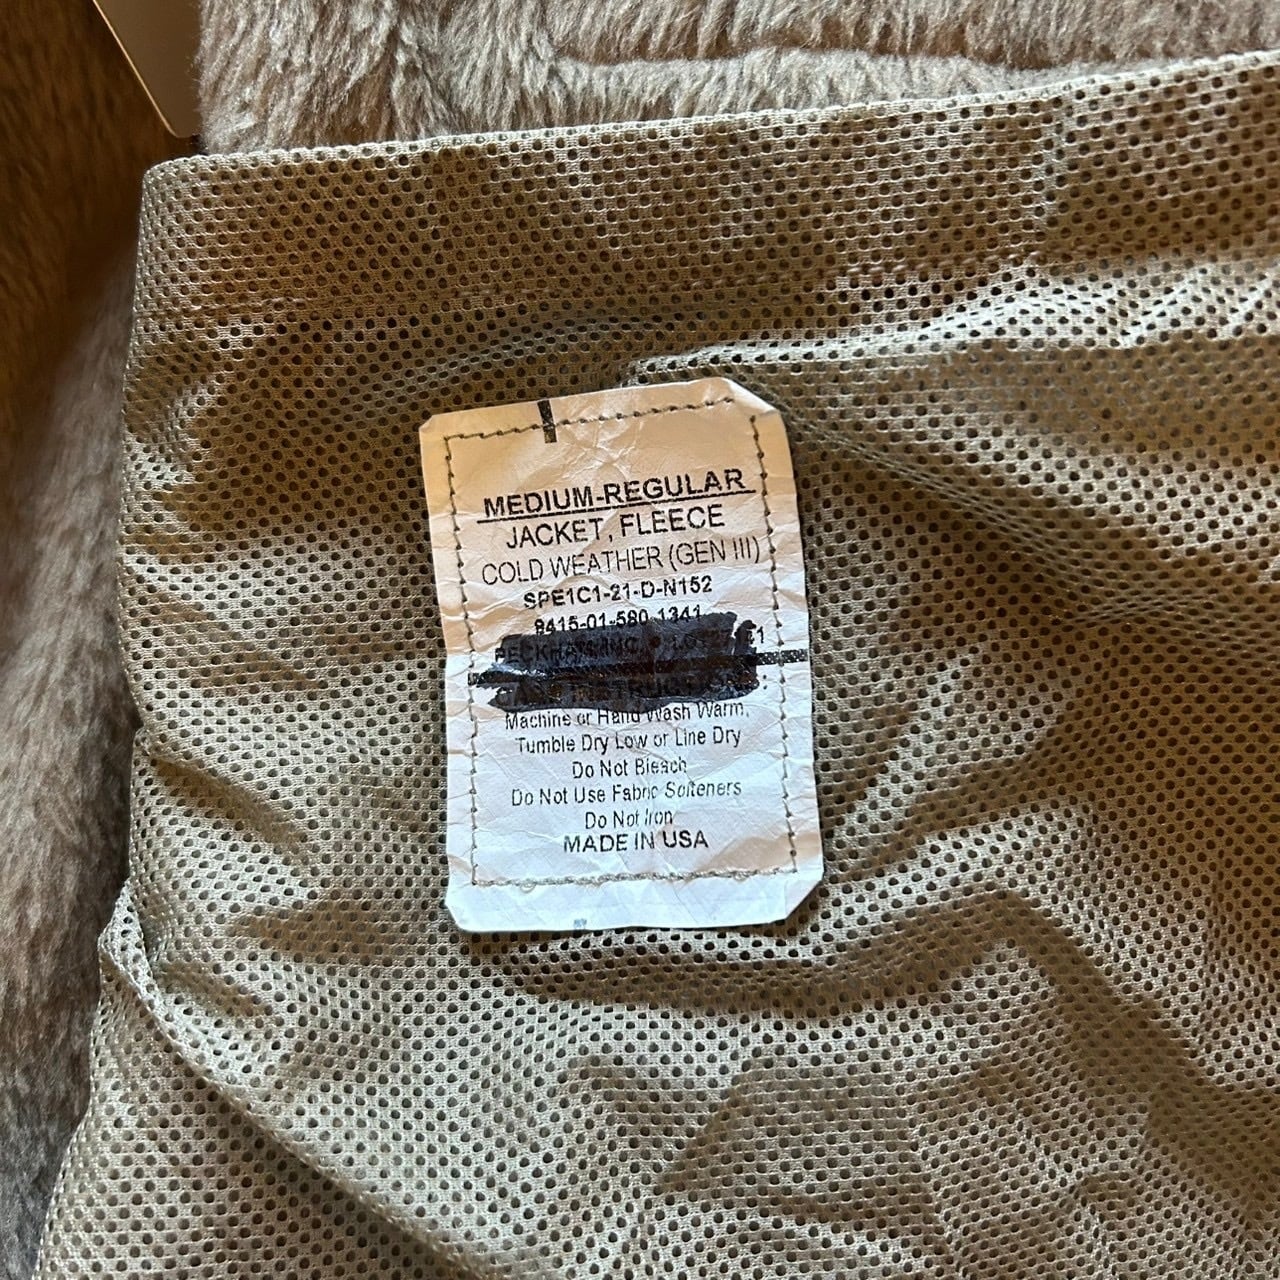 MEDIUM-REGULAR
JACKET, FLEECE
COLD WEATHER (GEN III)
SPE1C1-21-D-N152
8415-01-580-1341
PECKHAM INC.
Machine or Hand Wash Warm,
Tumble Dry Low or Line Dry
Do Not Bleach
Do Not Use Fabric Softeners
Do Not Iron
MADE IN USA